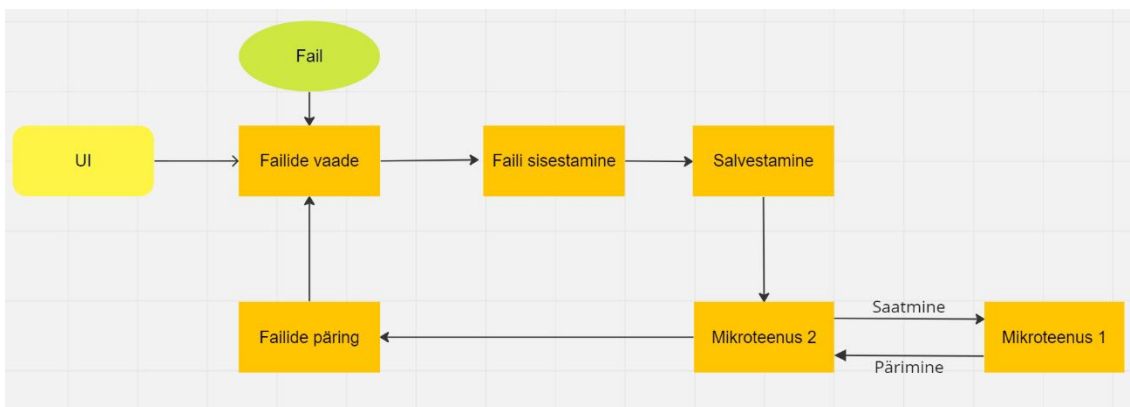 Fail
UI
Failide vaade
Faili sisestamine
Salvestamine
Failide päring
Mikroteenus 2
Saatmine
Pärimine
Mikroteenus 1